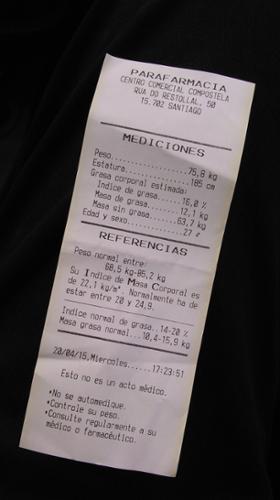 PARAFARMACIA
CENTRO COMERCIAL COMPOSTELA
RUA DO RESTOLLAL, 50
15.702 SANTIAGO
MEDICIONES
Peso..................75,8 kg
Estatura..............185 cm
Grasa corporal estimada:
Indice de grasa......16,0 %
Masa de grasa........12,1 kg
Masa sin grasa.......63,7 kg
Edad y sexo...........27 ♂
REFERENCIAS
Peso normal entre:
68,5 kg-85,2 kg
Su Indice de Masa Corporal es
de 22,1 kg/m². Normalmente ha de
estar entre 20 y 24,9.
Indice normal de grasa..14-20 %
Masa grasa normal...10,4-15,9 kg
20/04/15,Miercoles......17:23:51
Esto no es un acto médico.
•No se automedique.
•Controle su peso.
•Consulte regularmente a su
médico o farmacéutico.